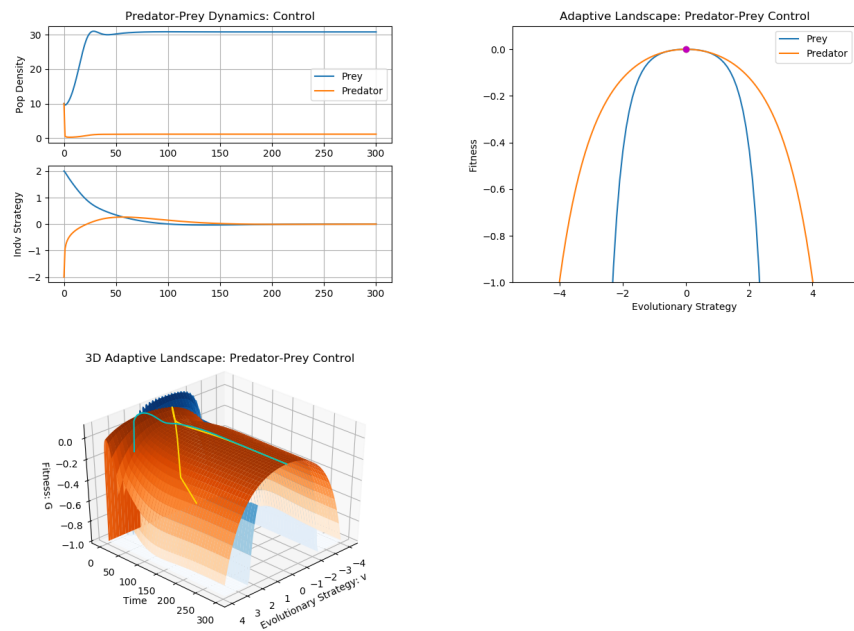 Predator-Prey Dynamics: Control
Pop Density
30
20
10
0
Prey
Predator
0 50 100 150 200 250 300
Indv Strategy
2
1
0
−1
−2
0 50 100 150 200 250 300
Adaptive Landscape: Predator-Prey Control
Prey
Predator
Fitness
0.0
−0.2
−0.4
−0.6
−0.8
−1.0
−4 −2 0 2 4
Evolutionary Strategy
3D Adaptive Landscape: Predator-Prey Control
Fitness: G
0.0
−0.2
−0.4
−0.6
−0.8
−1.0
0 50 100 150 200 250 300
Time
4 3 2 1 0 −1 −2 −3 −4
Evolutionary Strategy: v